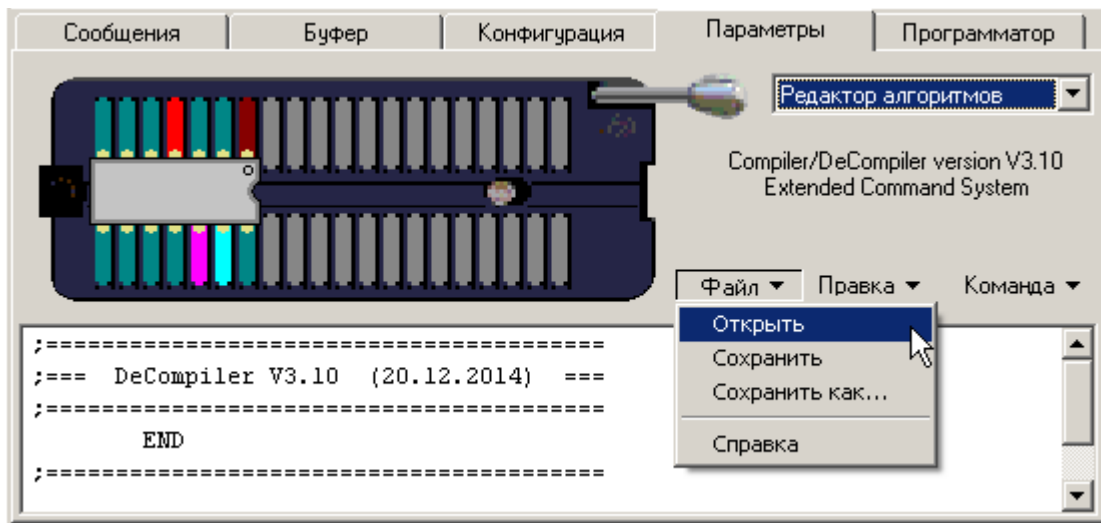 Сообщения
Буфер
Конфигурация
Параметры
Программатор
Редактор алгоритмов
Compiler/DeCompiler version V3.10
Extended Command System
Файл
Правка
Команда
Открыть
Сохранить
Сохранить как...
Справка
;==========================================
;=== DeCompiler V3.10 (20.12.2014) ===
;==========================================
END
;==========================================